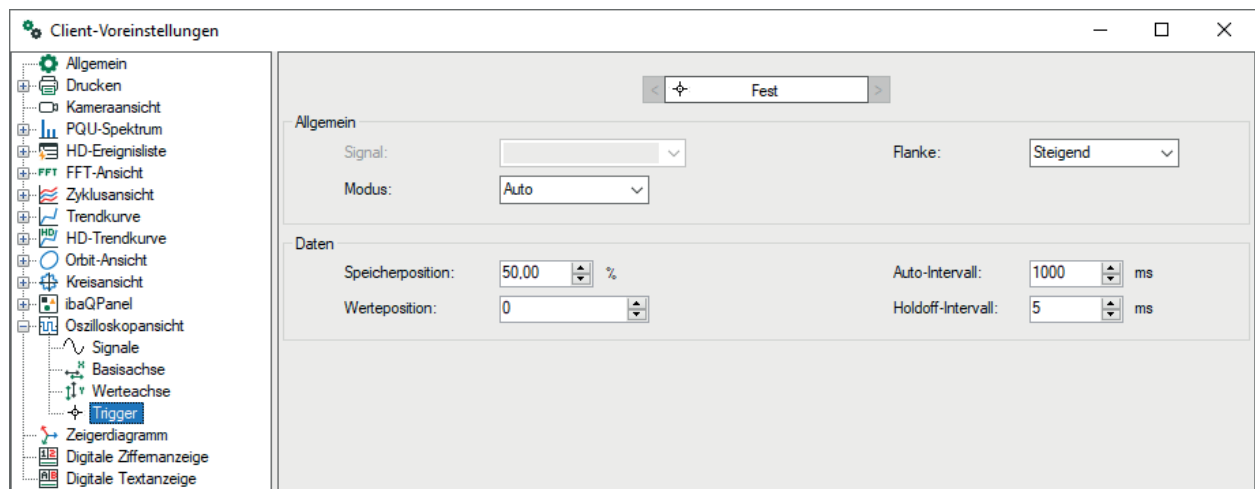 Client-Voreinstellungen
Allgemein
Drucken
Kameraansicht
PQU-Spektrum
HD-Ereignisliste
FFT FFT-Ansicht
Zyklusansicht
Trendkurve
HD HD-Trendkurve
Orbit-Ansicht
Kreisansicht
ibaQPanel
Oszilloskopansicht
Signale
X Basisachse
Y Werteachse
Trigger
Zeigerdiagramm
12 Digitale Ziffernanzeige
AB Digitale Textanzeige
< Fest >
Allgemein
Signal:
Flanke: Steigend
Modus: Auto
Daten
Speicherposition: 50,00 %
Auto-Intervall: 1000 ms
Werteposition: 0
Holdoff-Intervall: 5 ms